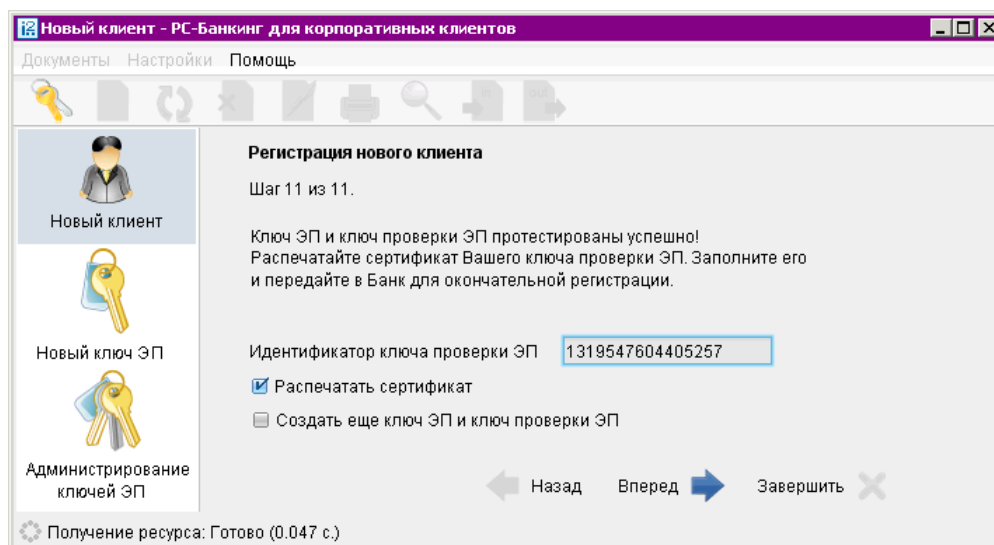 Новый клиент - РС-Банкинг для корпоративных клиентов
Документы Настройки Помощь
in out
Регистрация нового клиента
Шаг 11 из 11.
Новый клиент
Ключ ЭП и ключ проверки ЭП протестированы успешно!
Распечатайте сертификат Вашего ключа проверки ЭП. Заполните его
и передайте в Банк для окончательной регистрации.
Новый ключ ЭП
Идентификатор ключа проверки ЭП 1319547604405257
Распечатать сертификат
Создать еще ключ ЭП и ключ проверки ЭП
Администрирование
ключей ЭП
Назад Вперед Завершить
Получение ресурса: Готово (0.047 с.)